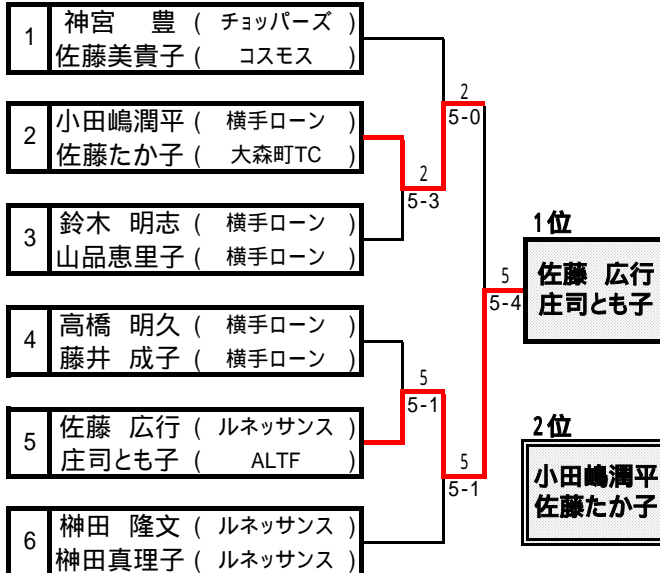 1 神宮 豊 ( チョッパーズ )
佐藤美貴子 ( コスモス )
2 小田嶋潤平 ( 横手ローン )
佐藤たか子 ( 大森町TC )
3 鈴木 明志 ( 横手ローン )
山品恵里子 ( 横手ローン )
4 高橋 明久 ( 横手ローン )
藤井 成子 ( 横手ローン )
5 佐藤 広行 ( ルネッサンス )
庄司とも子 ( ALTF )
6 榊田 隆文 ( ルネッサンス )
榊田真理子 ( ルネッサンス )
2
5-3
5
5-1
2
5-0
5
5-1
5
5-4
1位
佐藤 広行
庄司とも子
2位
小田嶋潤平
佐藤たか子